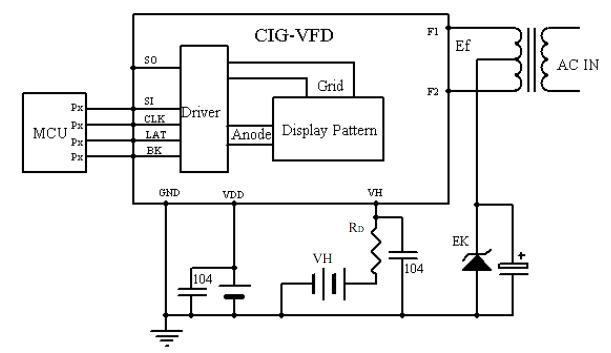 CIG-VFD
F1
Ef
AC IN
SO
Grid
F2
Px
SI
Driver
MCU
Px
CLK
Px
LAT
Anode
Display Pattern
Px
BK
GND
VDD
VH
RD
EK
+
VH
104
104